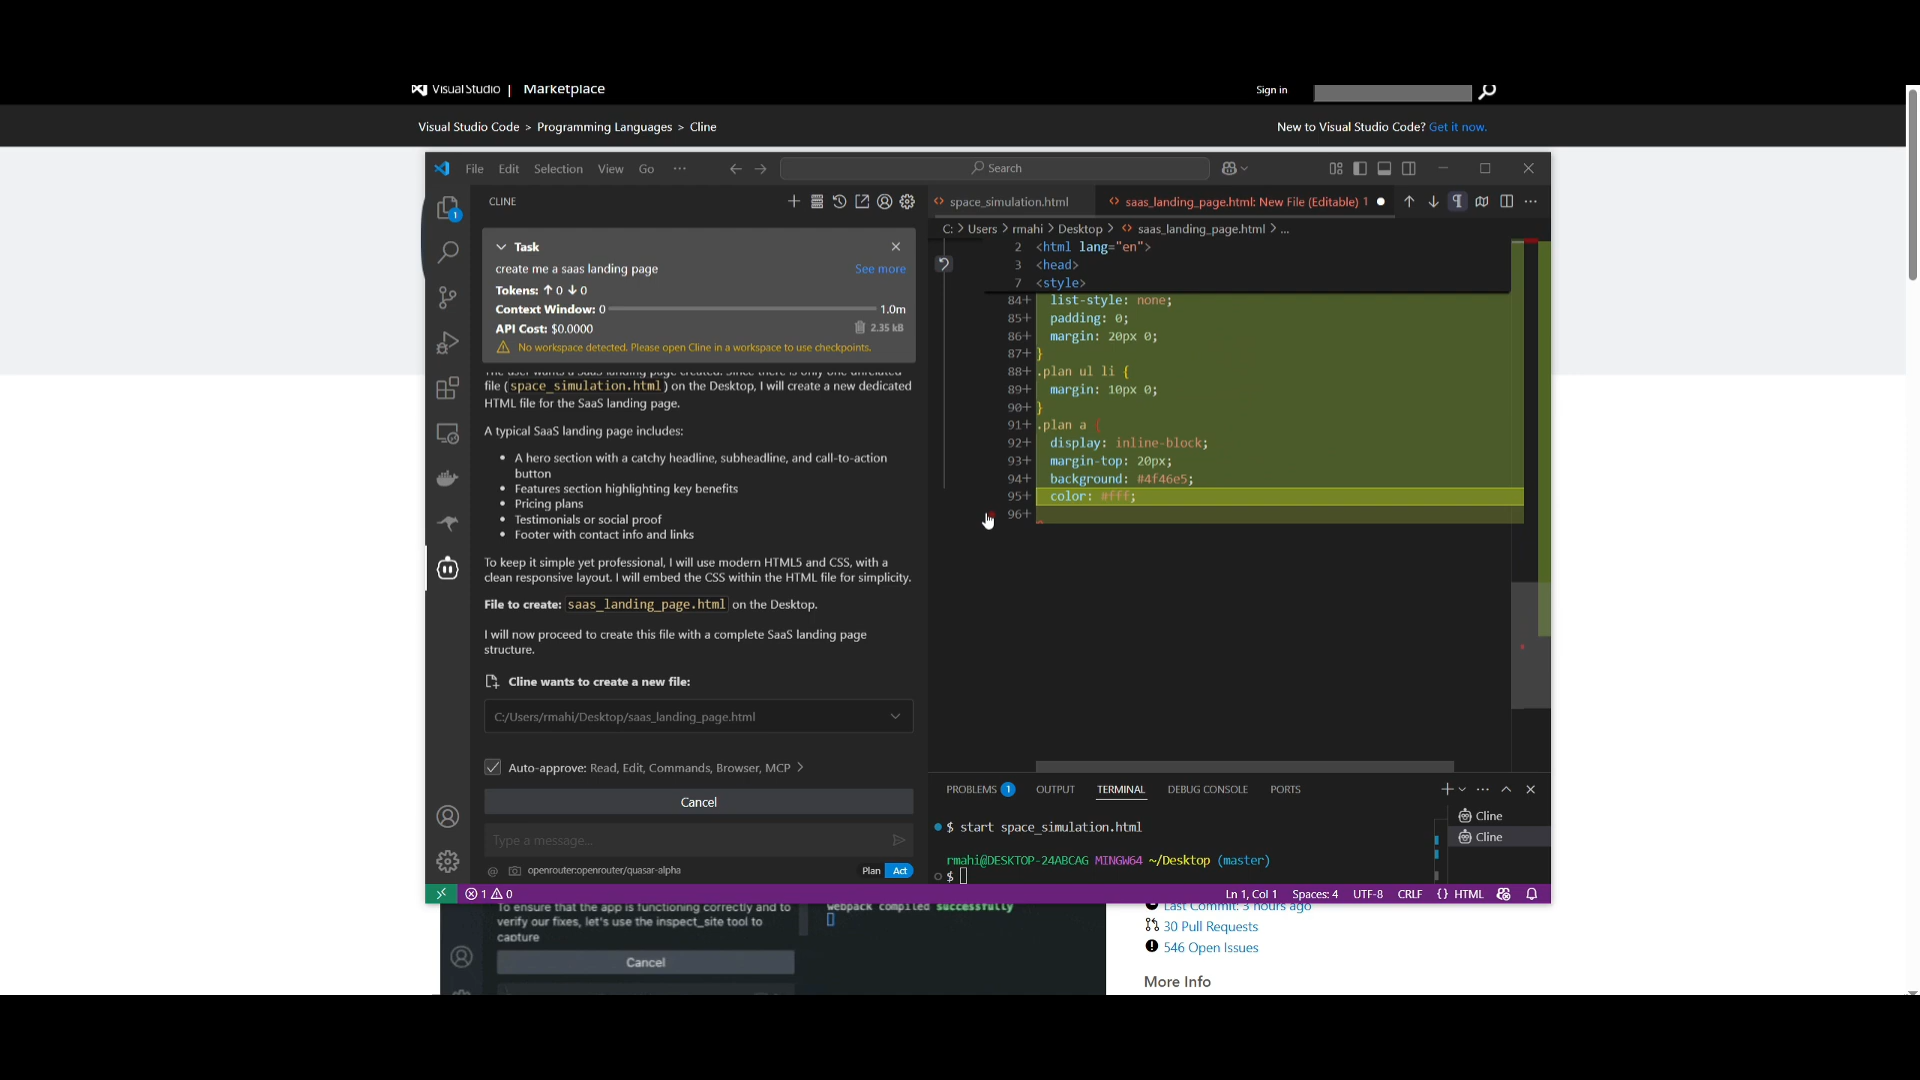 Visual Studio | Marketplace
Sign in
Visual Studio Code > Programming Languages > Cline
New to Visual Studio Code? Get it now.
File Edit Selection View Go ···
Search
CLINE
space_simulation.html
saas_landing_page.html: New File (Editable) 1
C: > Users > rmahi > Desktop > saas_landing_page.html > ...
Task
create me a saas landing page
See more
Tokens: ↑ 0 ↓ 0
Context Window: 0 1.0m
API Cost: $0.0000
2.35 kB
No workspace detected. Please open Cline in a workspace to use checkpoints.
The user wants a SaaS landing page created. Since there is only one unrelated
file (space_simulation.html) on the Desktop, I will create a new dedicated
HTML file for the SaaS landing page.
A typical SaaS landing page includes:
• A hero section with a catchy headline, subheadline, and call-to-action
button
• Features section highlighting key benefits
• Pricing plans
• Testimonials or social proof
• Footer with contact info and links
To keep it simple yet professional, I will use modern HTML5 and CSS, with a
clean responsive layout. I will embed the CSS within the HTML file for simplicity.
File to create: saas_landing_page.html on the Desktop.
I will now proceed to create this file with a complete SaaS landing page
structure.
Cline wants to create a new file:
C:/Users/rmahi/Desktop/saas_landing_page.html
Auto-approve: Read, Edit, Commands, Browser, MCP >
Cancel
Type a message...
@ openrouter:openrouter/quasar-alpha
Plan Act
2 <html lang="en">
3 <head>
7 <style>
84+ list-style: none;
85+ padding: 0;
86+ margin: 20px 0;
87+ }
88+ .plan ul li {
89+ margin: 10px 0;
90+ }
91+ .plan a {
92+ display: inline-block;
93+ margin-top: 20px;
94+ background: #4f46e5;
95+ color: #fff;
96+
PROBLEMS 1 OUTPUT TERMINAL DEBUG CONSOLE PORTS
$ start space_simulation.html
rmahi@DESKTOP-24ABCAG MINGW64 ~/Desktop (master)
$
Cline
Cline
1 0
Ln 1, Col 1 Spaces: 4 UTF-8 CRLF {} HTML
To ensure that the app is functioning correctly and to
verify our fixes, let's use the inspect_site tool to
capture
Cancel
webpack compiled successfully
Last Commit: 3 hours ago
30 Pull Requests
546 Open Issues
More Info